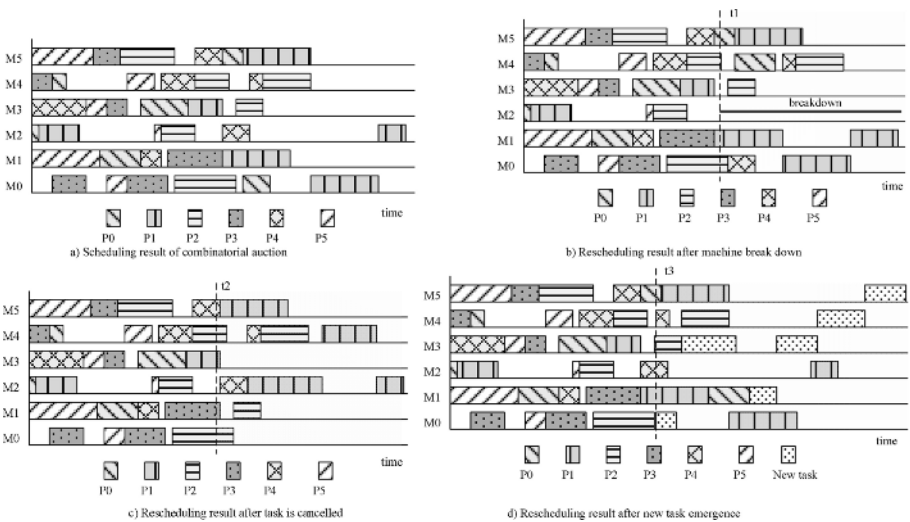 M5
M4
M3
M2
M1
M0
time
P0 P1 P2 P3 P4 P5
a) Scheduling result of combinatorial auction
t1
M5
M4
M3
M2
breakdown
M1
M0
time
P0 P1 P2 P3 P4 P5
b) Rescheduling result after machine break down
t2
M5
M4
M3
M2
M1
M0
time
P0 P1 P2 P3 P4 P5
c) Rescheduling result after task is cancelled
t3
M5
M4
M3
M2
M1
M0
time
P0 P1 P2 P3 P4 P5 New task
d) Rescheduling result after new task emergence